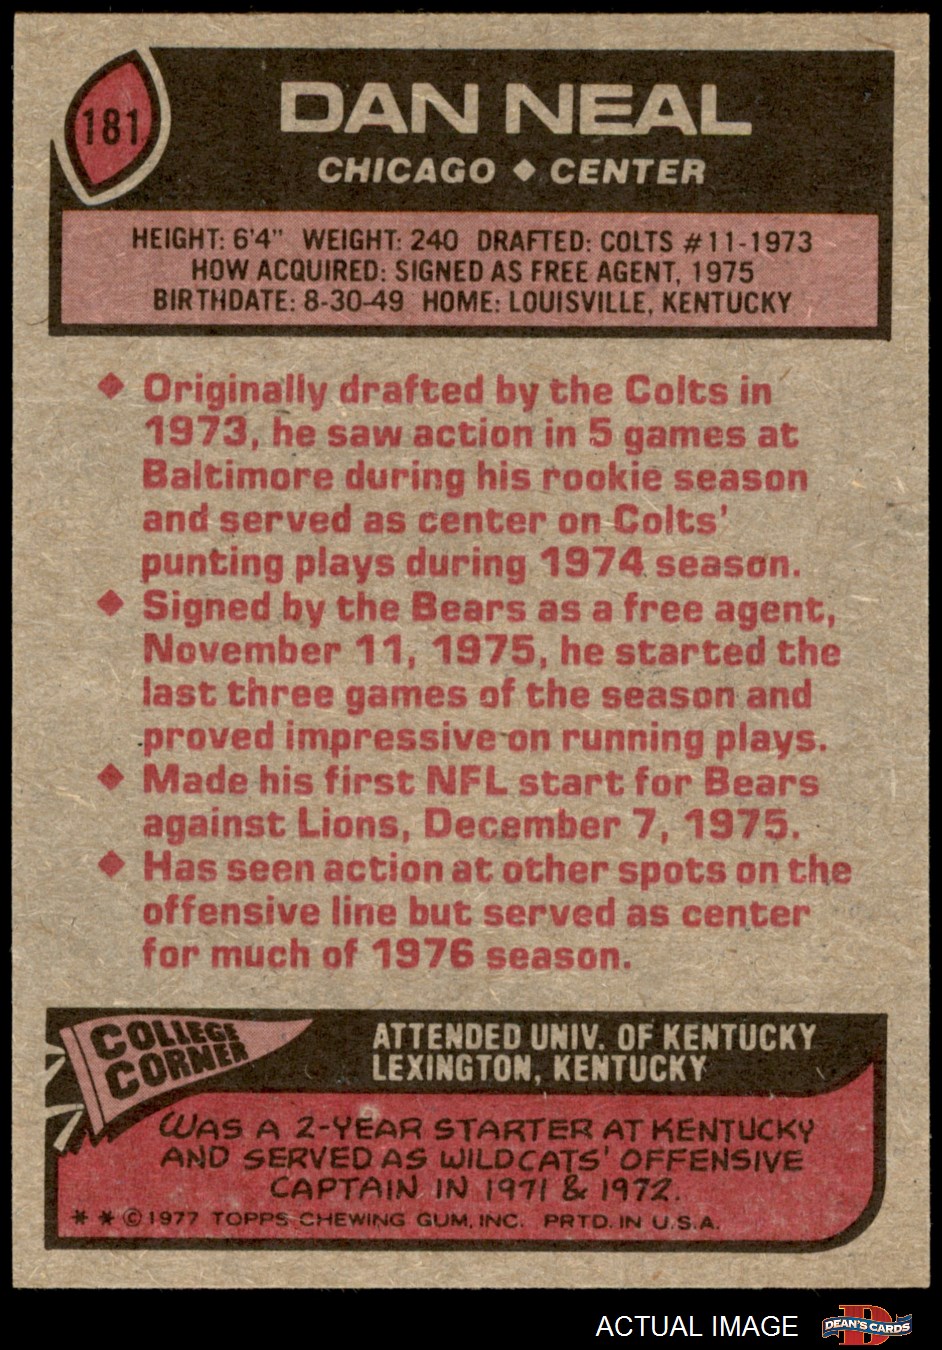 181
DAN NEAL
CHICAGO ◆ CENTER
HEIGHT: 6'4" WEIGHT: 240 DRAFTED: COLTS #11-1973
HOW ACQUIRED: SIGNED AS FREE AGENT, 1975
BIRTHDATE: 8-30-49 HOME: LOUISVILLE, KENTUCKY
◆ Originally drafted by the Colts in
1973, he saw action in 5 games at
Baltimore during his rookie season
and served as center on Colts'
punting plays during 1974 season.
◆ Signed by the Bears as a free agent,
November 11, 1975, he started the
last three games of the season and
proved impressive on running plays.
◆ Made his first NFL start for Bears
against Lions, December 7, 1975.
◆ Has seen action at other spots on the
offensive line but served as center
for much of 1976 season.
COLLEGE
CORNER
ATTENDED UNIV. OF KENTUCKY
LEXINGTON, KENTUCKY
WAS A 2-YEAR STARTER AT KENTUCKY
AND SERVED AS WILDCATS' OFFENSIVE
CAPTAIN IN 1971 & 1972.
* * © 1977 TOPPS CHEWING GUM, INC. PRTD. IN U.S.A.
ACTUAL IMAGE
D
DEAN'S CARDS